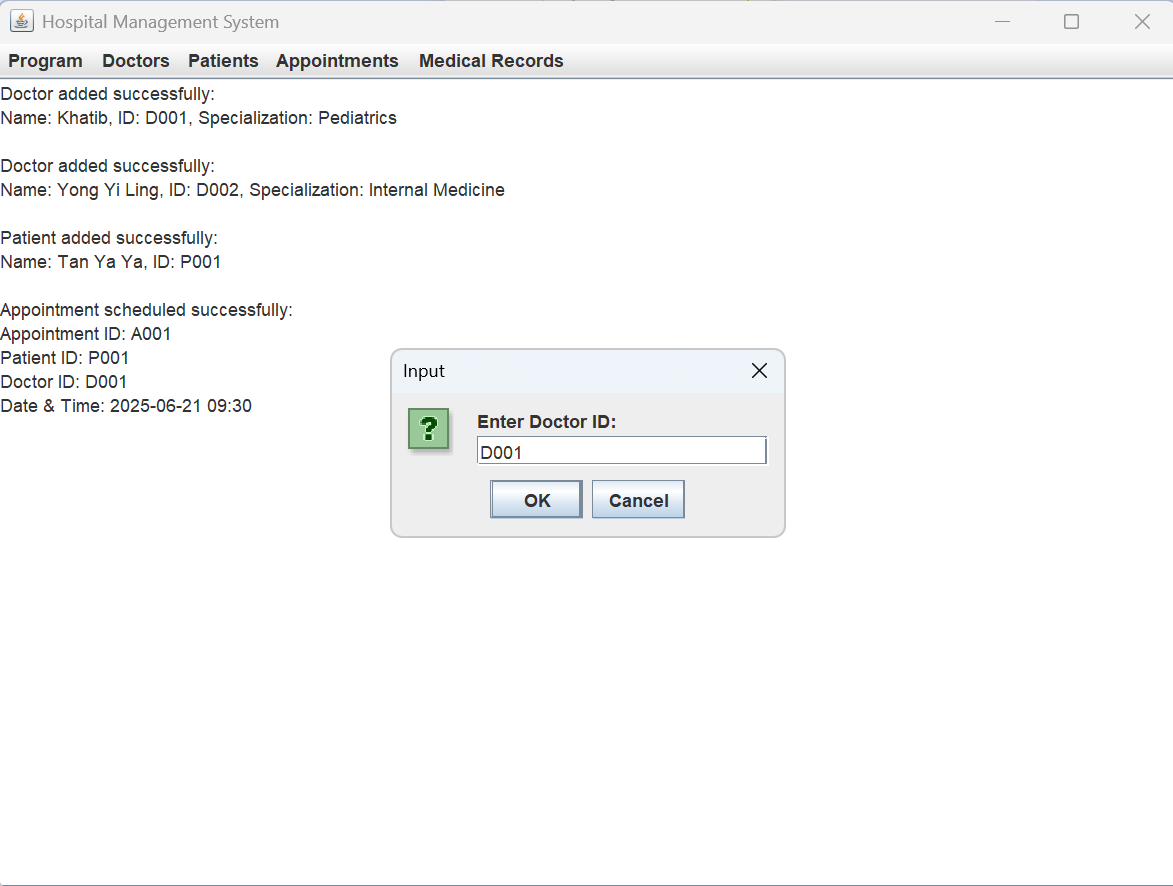 Hospital Management System
Program Doctors Patients Appointments Medical Records
Doctor added successfully:
Name: Khatib, ID: D001, Specialization: Pediatrics
Doctor added successfully:
Name: Yong Yi Ling, ID: D002, Specialization: Internal Medicine
Patient added successfully:
Name: Tan Ya Ya, ID: P001
Appointment scheduled successfully:
Appointment ID: A001
Patient ID: P001
Doctor ID: D001
Date & Time: 2025-06-21 09:30
Input
?
Enter Doctor ID:
D001
OK Cancel